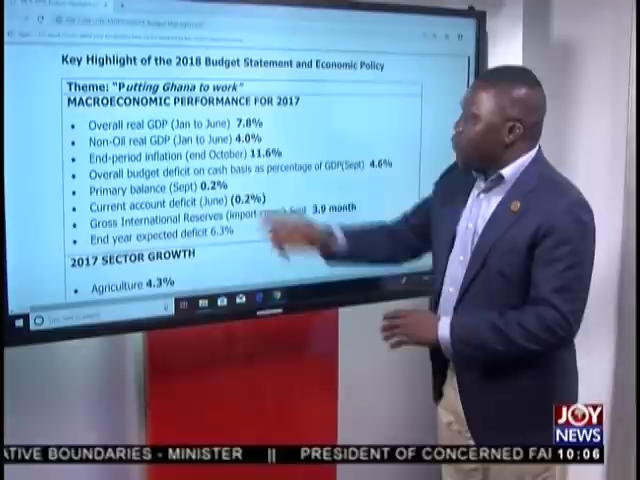 Key Highlight of the 2018 Budget Statement and Economic Policy
Theme: "Putting Ghana to work"
MACROECONOMIC PERFORMANCE FOR 2017
• Overall real GDP (Jan to June) 7.8%
• Non-Oil real GDP (Jan to June) 4.0%
• End-period inflation (end October) 11.6%
• Overall budget deficit on cash basis as percentage of GDP(Sept) 4.6%
• Primary balance (Sept) 0.2%
• Current account deficit (June) (0.2%)
• Gross International Reserves (import Sept 3.9 month
• End year expected deficit 6.3%
2017 SECTOR GROWTH
• Agriculture 4.3%
JOY
NEWS
ATIVE BOUNDARIES - MINISTER || PRESIDENT OF CONCERNED FAI 10:06